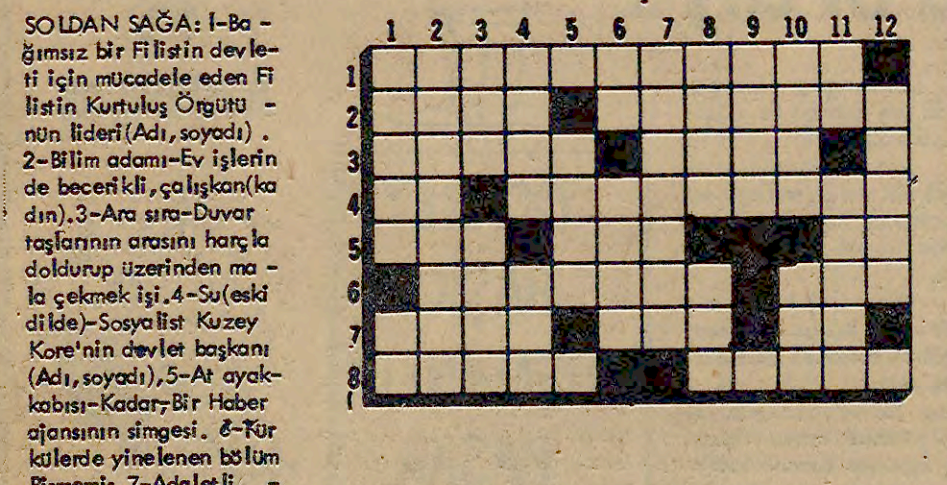 SOLDAN SAĞA: 1-Ba -
ğımsız bir Filistin devle-
ti için mücadele eden Fi
listin Kurtuluş Örgütü -
nün lideri(Adı,soyadı) .
2-Bilim adamı-Ev işlerin
de becerikli,çalışkan(ka
dın).3-Ara sıra-Duvar
taşlarının arasını harçla
doldurup üzerinden ma -
la çekmek işi.4-Su(eski
dilde)-Sosyalist Kuzey
Kore'nin devlet başkanı
(Adı,soyadı),5-At ayak-
kabısı-Kadar-Bir Haber
ajansının simgesi. 6-Tür
külerde yinelenen bölüm
Pişmemiş 7-Adaletli -
1 2 3 4 5 6 7 8 9 10 11 12
1
2
3
4
5
6
7
8